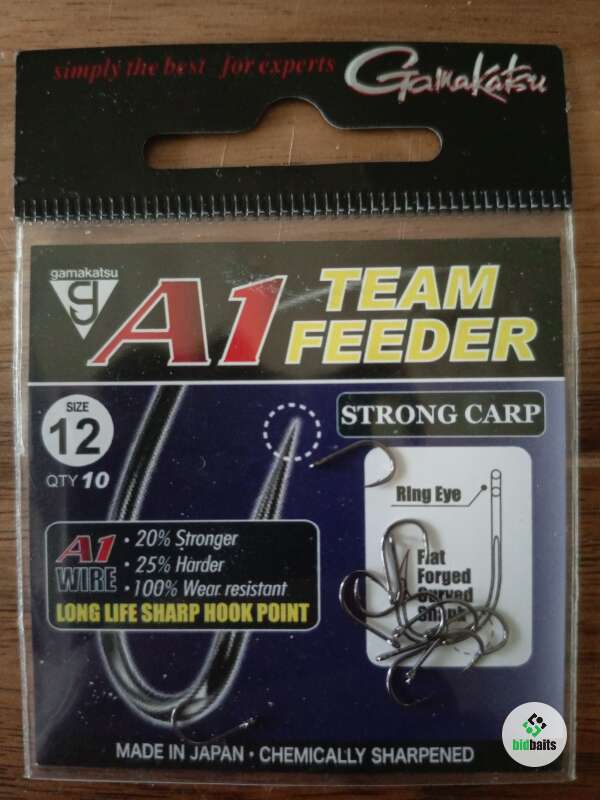 simply the best for experts
Gamakatsu
gamakatsu
A1 TEAM
FEEDER
SIZE
12
QTY 10
STRONG CARP
Ring Eye
Flat
Forged
Curved
Shank
A1
WIRE
• 20% Stronger
• 25% Harder
• 100% Wear resistant
LONG LIFE SHARP HOOK POINT
MADE IN JAPAN • CHEMICALLY SHARPENED
bidbaits